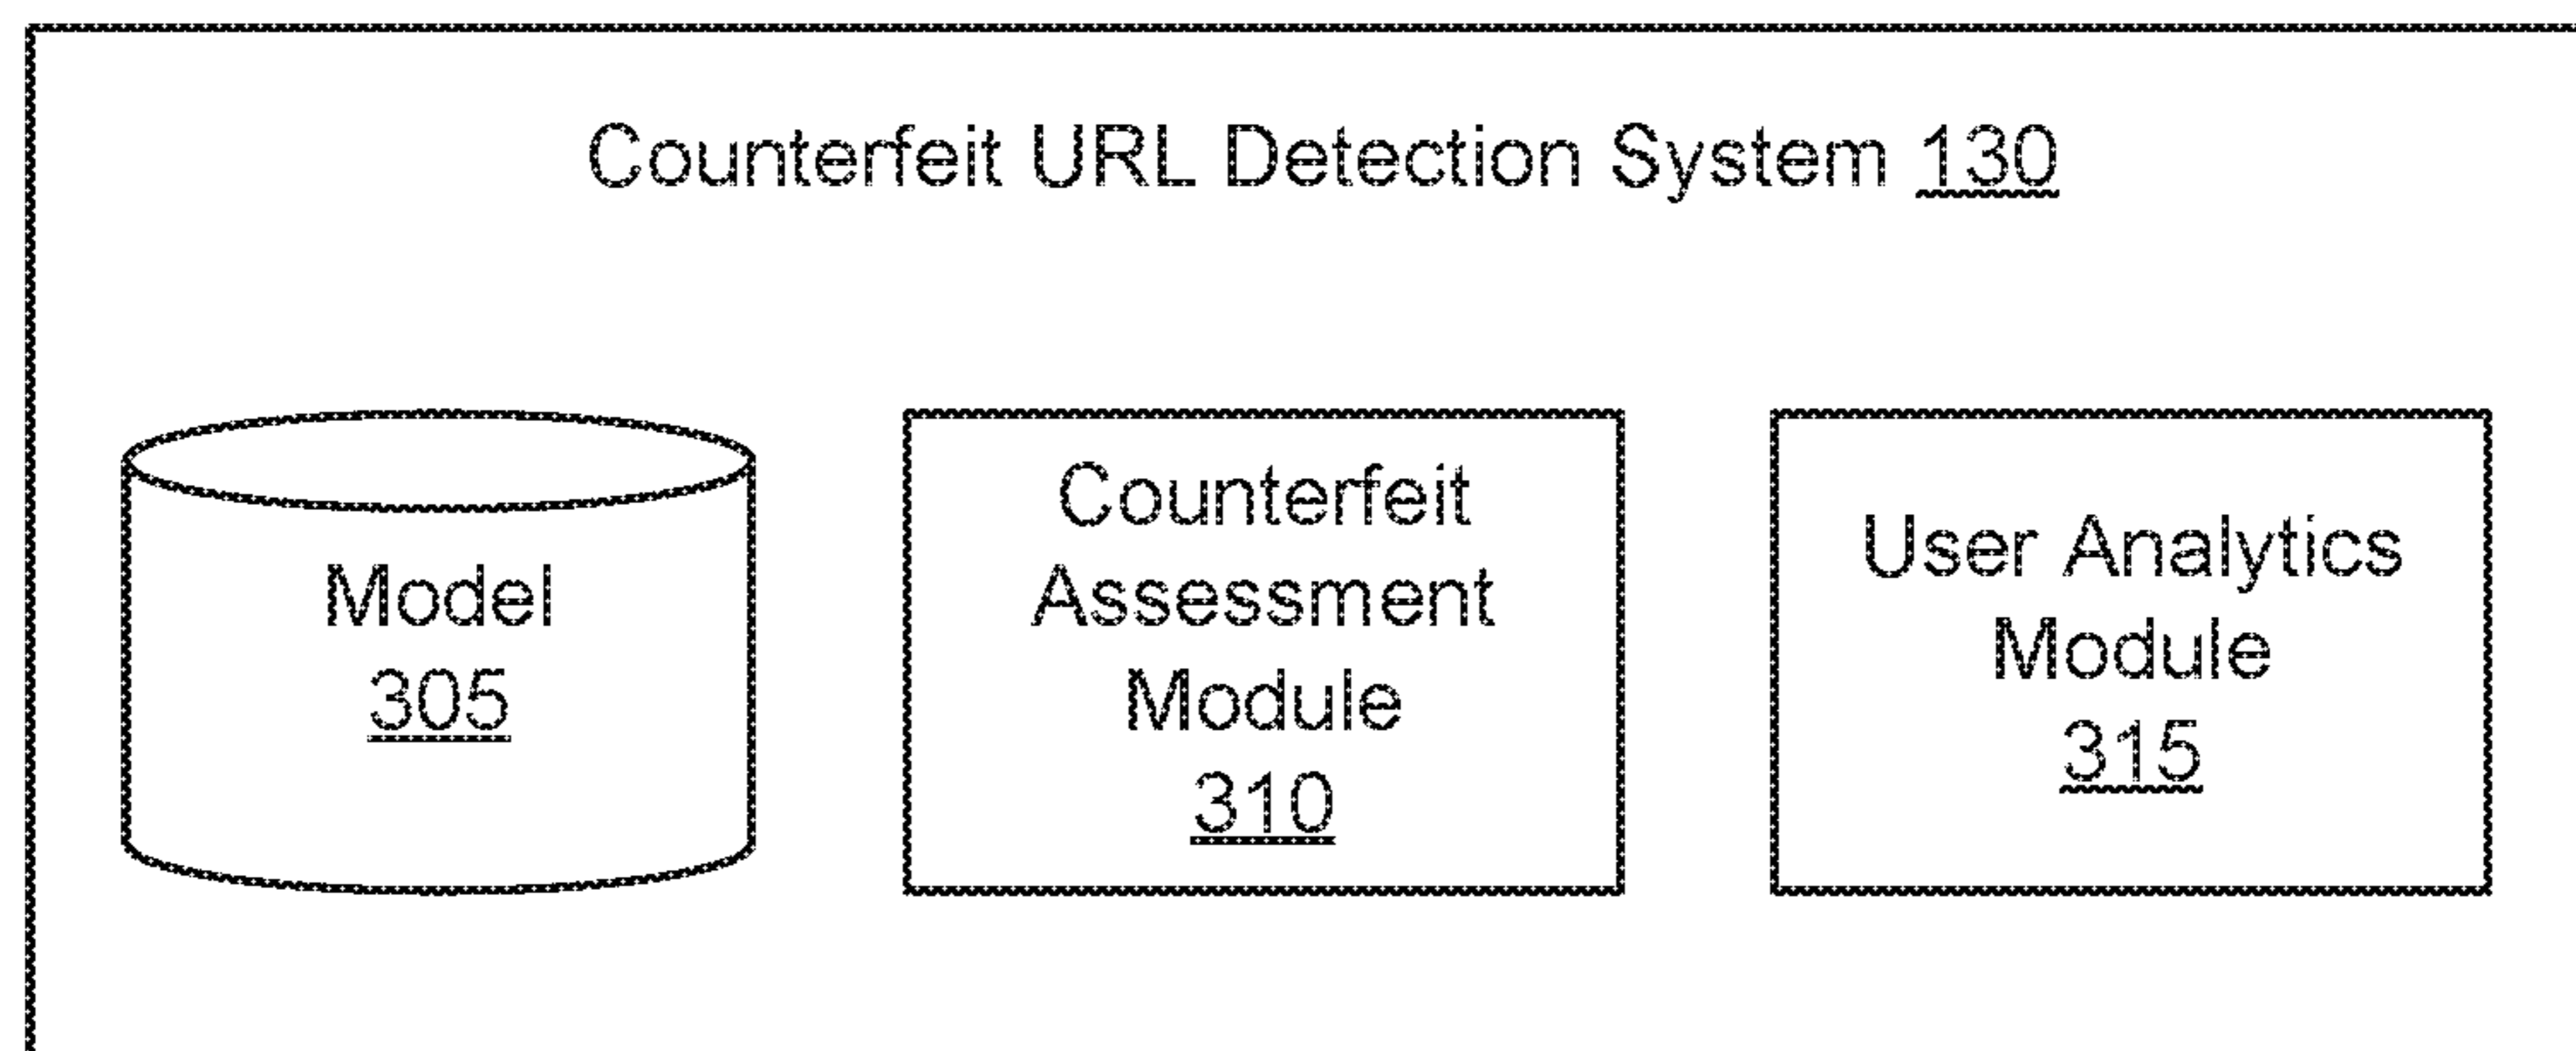 Counterfeit URL Detection System 130
Model
305
Counterfeit
Assessment
Module
310
User Analytics
Module
315